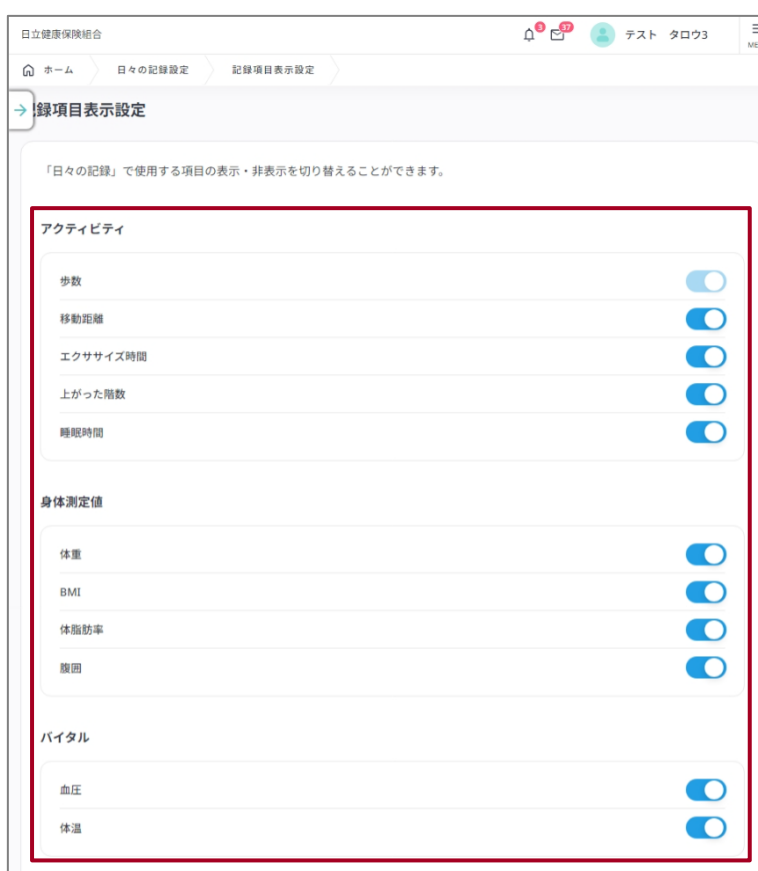 日立健康保険組合
3
37
テスト タロウ3
ホーム
日々の記録設定
記録項目表示設定
録項目表示設定
「日々の記録」で使用する項目の表示・非表示を切り替えることができます。
アクティビティ
歩数
移動距離
エクササイズ時間
上がった階数
睡眠時間
身体測定値
体重
BMI
体脂肪率
腹囲
バイタル
血圧
体温